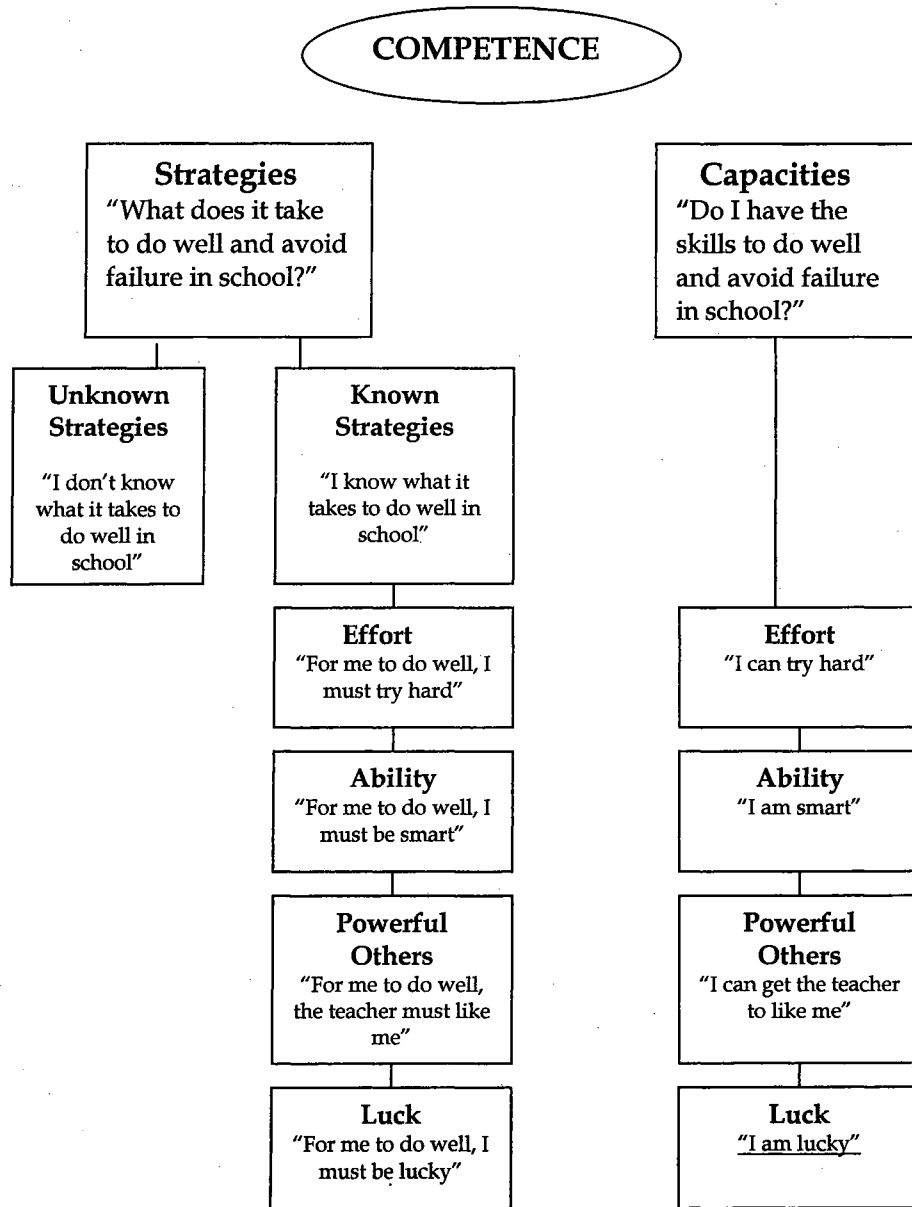 COMPETENCE
Strategies
"What does it take
to do well and avoid
failure in school?"
Capacities
"Do I have the
skills to do well
and avoid failure
in school?"
Unknown
Strategies
"I don't know
what it takes to
do well in
school"
Known
Strategies
"I know what it
takes to do well in
school"
Effort
"For me to do well, I
must try hard"
Ability
"For me to do well, I
must be smart"
Powerful
Others
"For me to do well,
the teacher must like
me"
Luck
"For me to do well, I
must be lucky"
Effort
"I can try hard"
Ability
"I am smart"
Powerful
Others
"I can get the teacher
to like me"
Luck
"I am lucky"